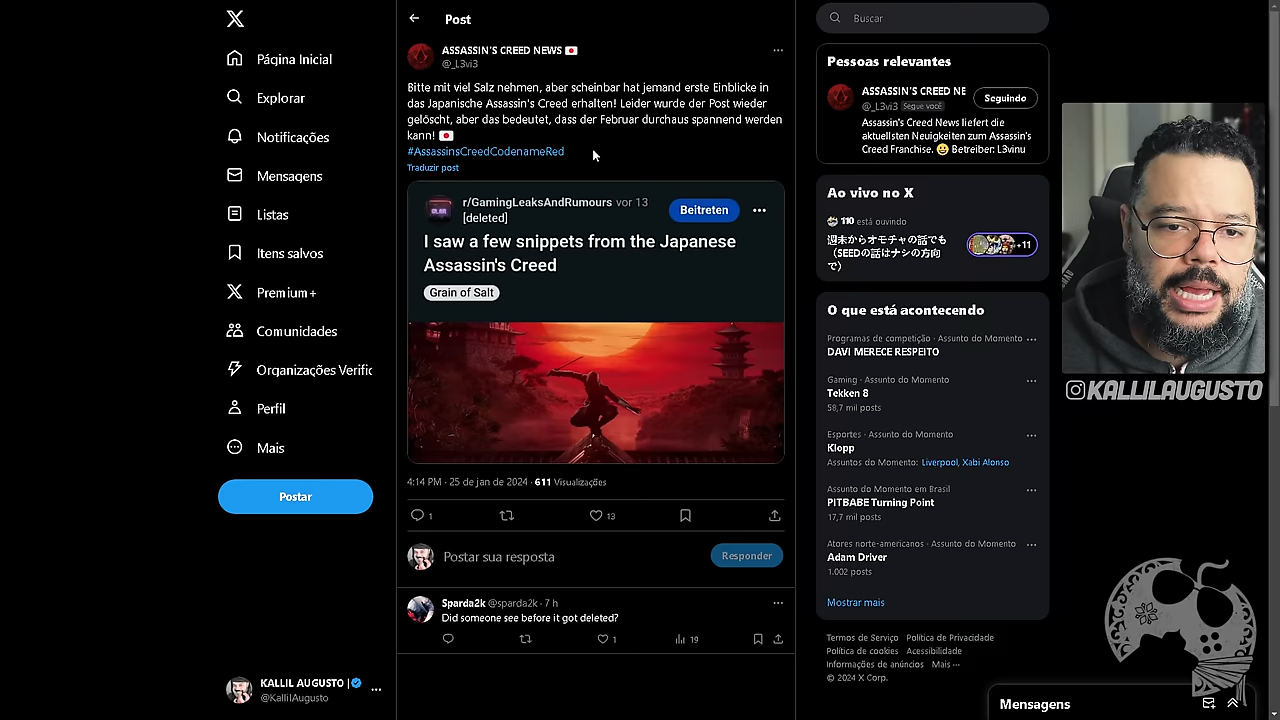 Página Inicial
Explorar
Notificações
Mensagens
Listas
Itens salvos
Premium+
Comunidades
Organizações Verific
Perfil
Mais
Postar
KALLIL AUGUSTO |
@KallilAugusto
Post
ASSASSIN'S CREED NEWS
@_L3vi3
Bitte mit viel Salz nehmen, aber scheinbar hat jemand erste Einblicke in
das Japanische Assassin's Creed erhalten! Leider wurde der Post wieder
gelöscht, aber das bedeutet, dass der Februar durchaus spannend werden
kann!
#AssassinsCreedCodenameRed
Traduzir post
r/GamingLeaksAndRumours vor 13
[deleted]
Beitreten
I saw a few snippets from the Japanese
Assassin's Creed
Grain of Salt
4:14 PM · 25 de jan de 2024 · 611 Visualizações
1
13
Postar sua resposta
Responder
Sparda2k @sparda2k · 7 h
Did someone see before it got deleted?
1
19
Buscar
Pessoas relevantes
ASSASSIN'S CREED NE
@_L3vi3 Segue você
Seguindo
Assassin's Creed News liefert die
aktuellsten Neuigkeiten zum Assassin's
Creed Franchise. Betreiber: L3vinu
Ao vivo no X
110 está ouvindo
週末からオモチャの話でも
（SEEDの話はナシの方向
で）
+11
O que está acontecendo
Programas de competição · Assunto do Momento
DAVI MERECE RESPEITO
Gaming · Assunto do Momento
Tekken 8
58,7 mil posts
Esportes · Assunto do Momento
Klopp
Assuntos do Momento: Liverpool, Xabi Alonso
Assunto do Momento em Brasil
PITBABE Turning Point
17,7 mil posts
Atores norte-americanos · Assunto do Momento
Adam Driver
1.002 posts
Mostrar mais
Termos de Serviço Política de Privacidade
Política de cookies Acessibilidade
Informações de anúncios Mais
© 2024 X Corp.
Mensagens
KALLILAUGUSTO